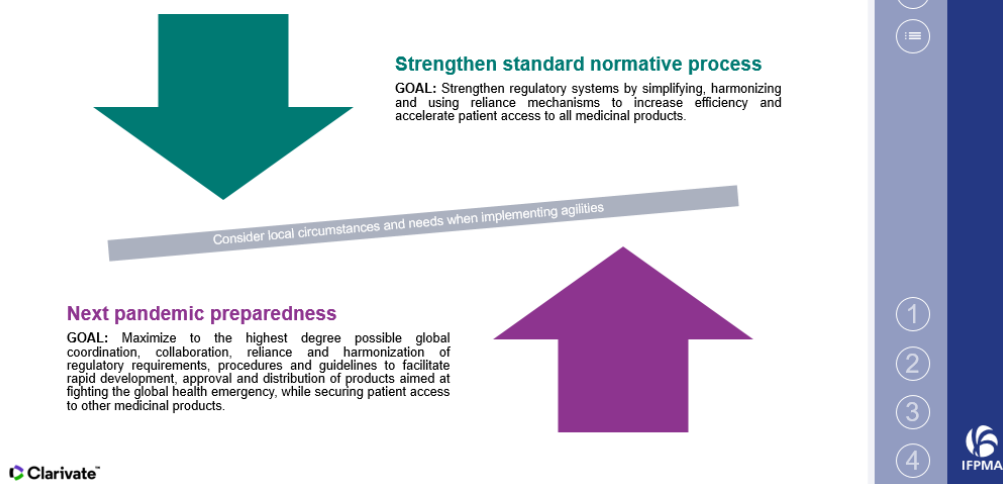 Strengthen standard normative process
GOAL: Strengthen regulatory systems by simplifying, harmonizing
and using reliance mechanisms to increase efficiency and
accelerate patient access to all medicinal products.
Consider local circumstances and needs when implementing agilities
Next pandemic preparedness
GOAL: Maximize to the highest degree possible global
coordination, collaboration, reliance and harmonization of
regulatory requirements, procedures and guidelines to facilitate
rapid development, approval and distribution of products aimed at
fighting the global health emergency, while securing patient access
to other medicinal products.
1
2
3
4
Clarivate™
IFPMA